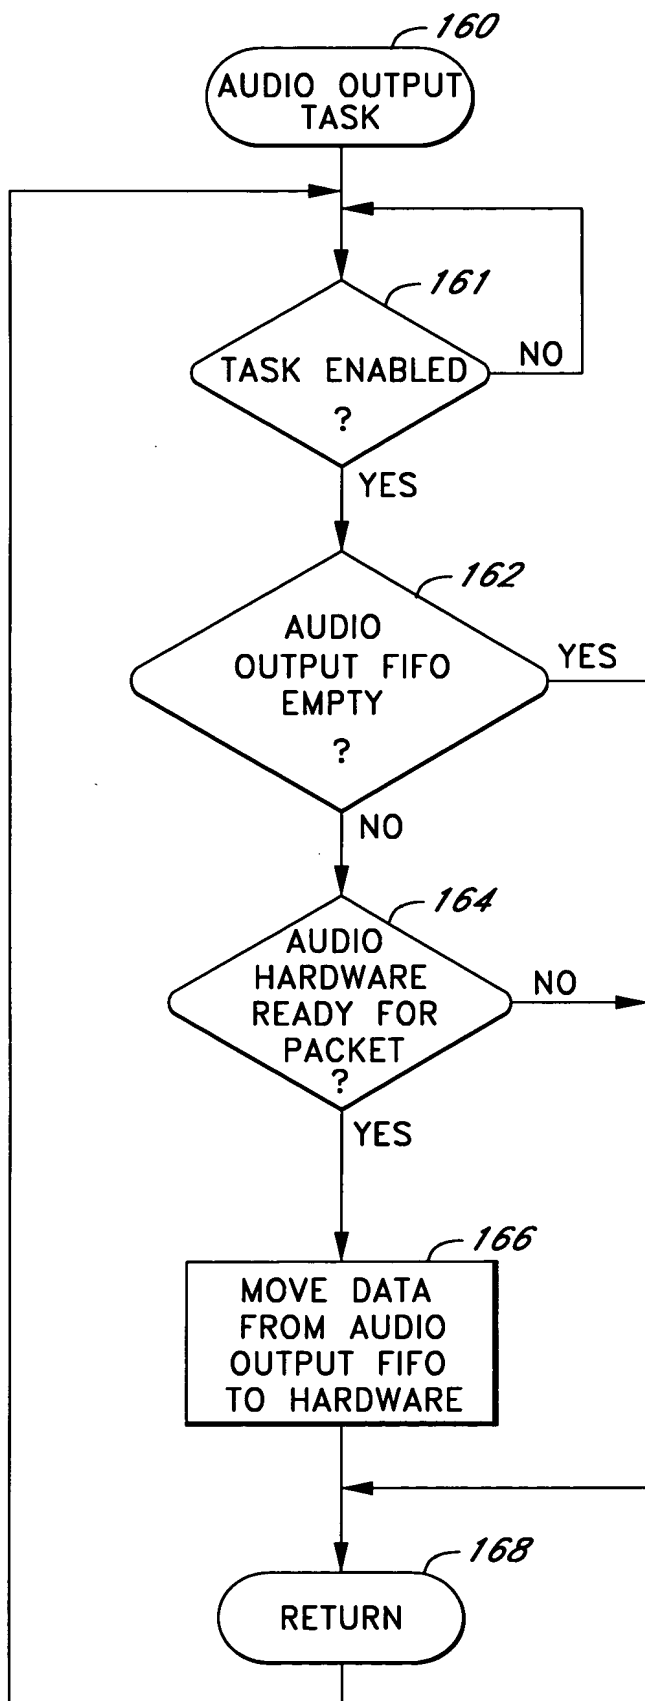 160
AUDIO OUTPUT
TASK
161
TASK ENABLED
?
NO
YES
162
AUDIO
OUTPUT FIFO
EMPTY
?
YES
NO
164
AUDIO
HARDWARE
READY FOR
PACKET
?
NO
YES
166
MOVE DATA
FROM AUDIO
OUTPUT FIFO
TO HARDWARE
168
RETURN